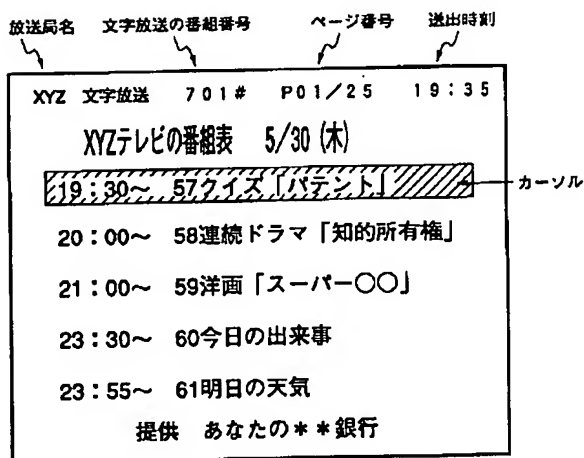 放送局名 文字放送の番組番号 ページ番号 送出時刻
XYZ 文字放送 701# P01/25 19:35
XYZテレビの番組表 5/30(木)
19:30～ 57クイズ「パテント」
カーソル
20:00～ 58連続ドラマ「知的所有権」
21:00～ 59洋画「スーパー○○」
23:30～ 60今日の出来事
23:55～ 61明日の天気
提供 あなたの＊＊銀行